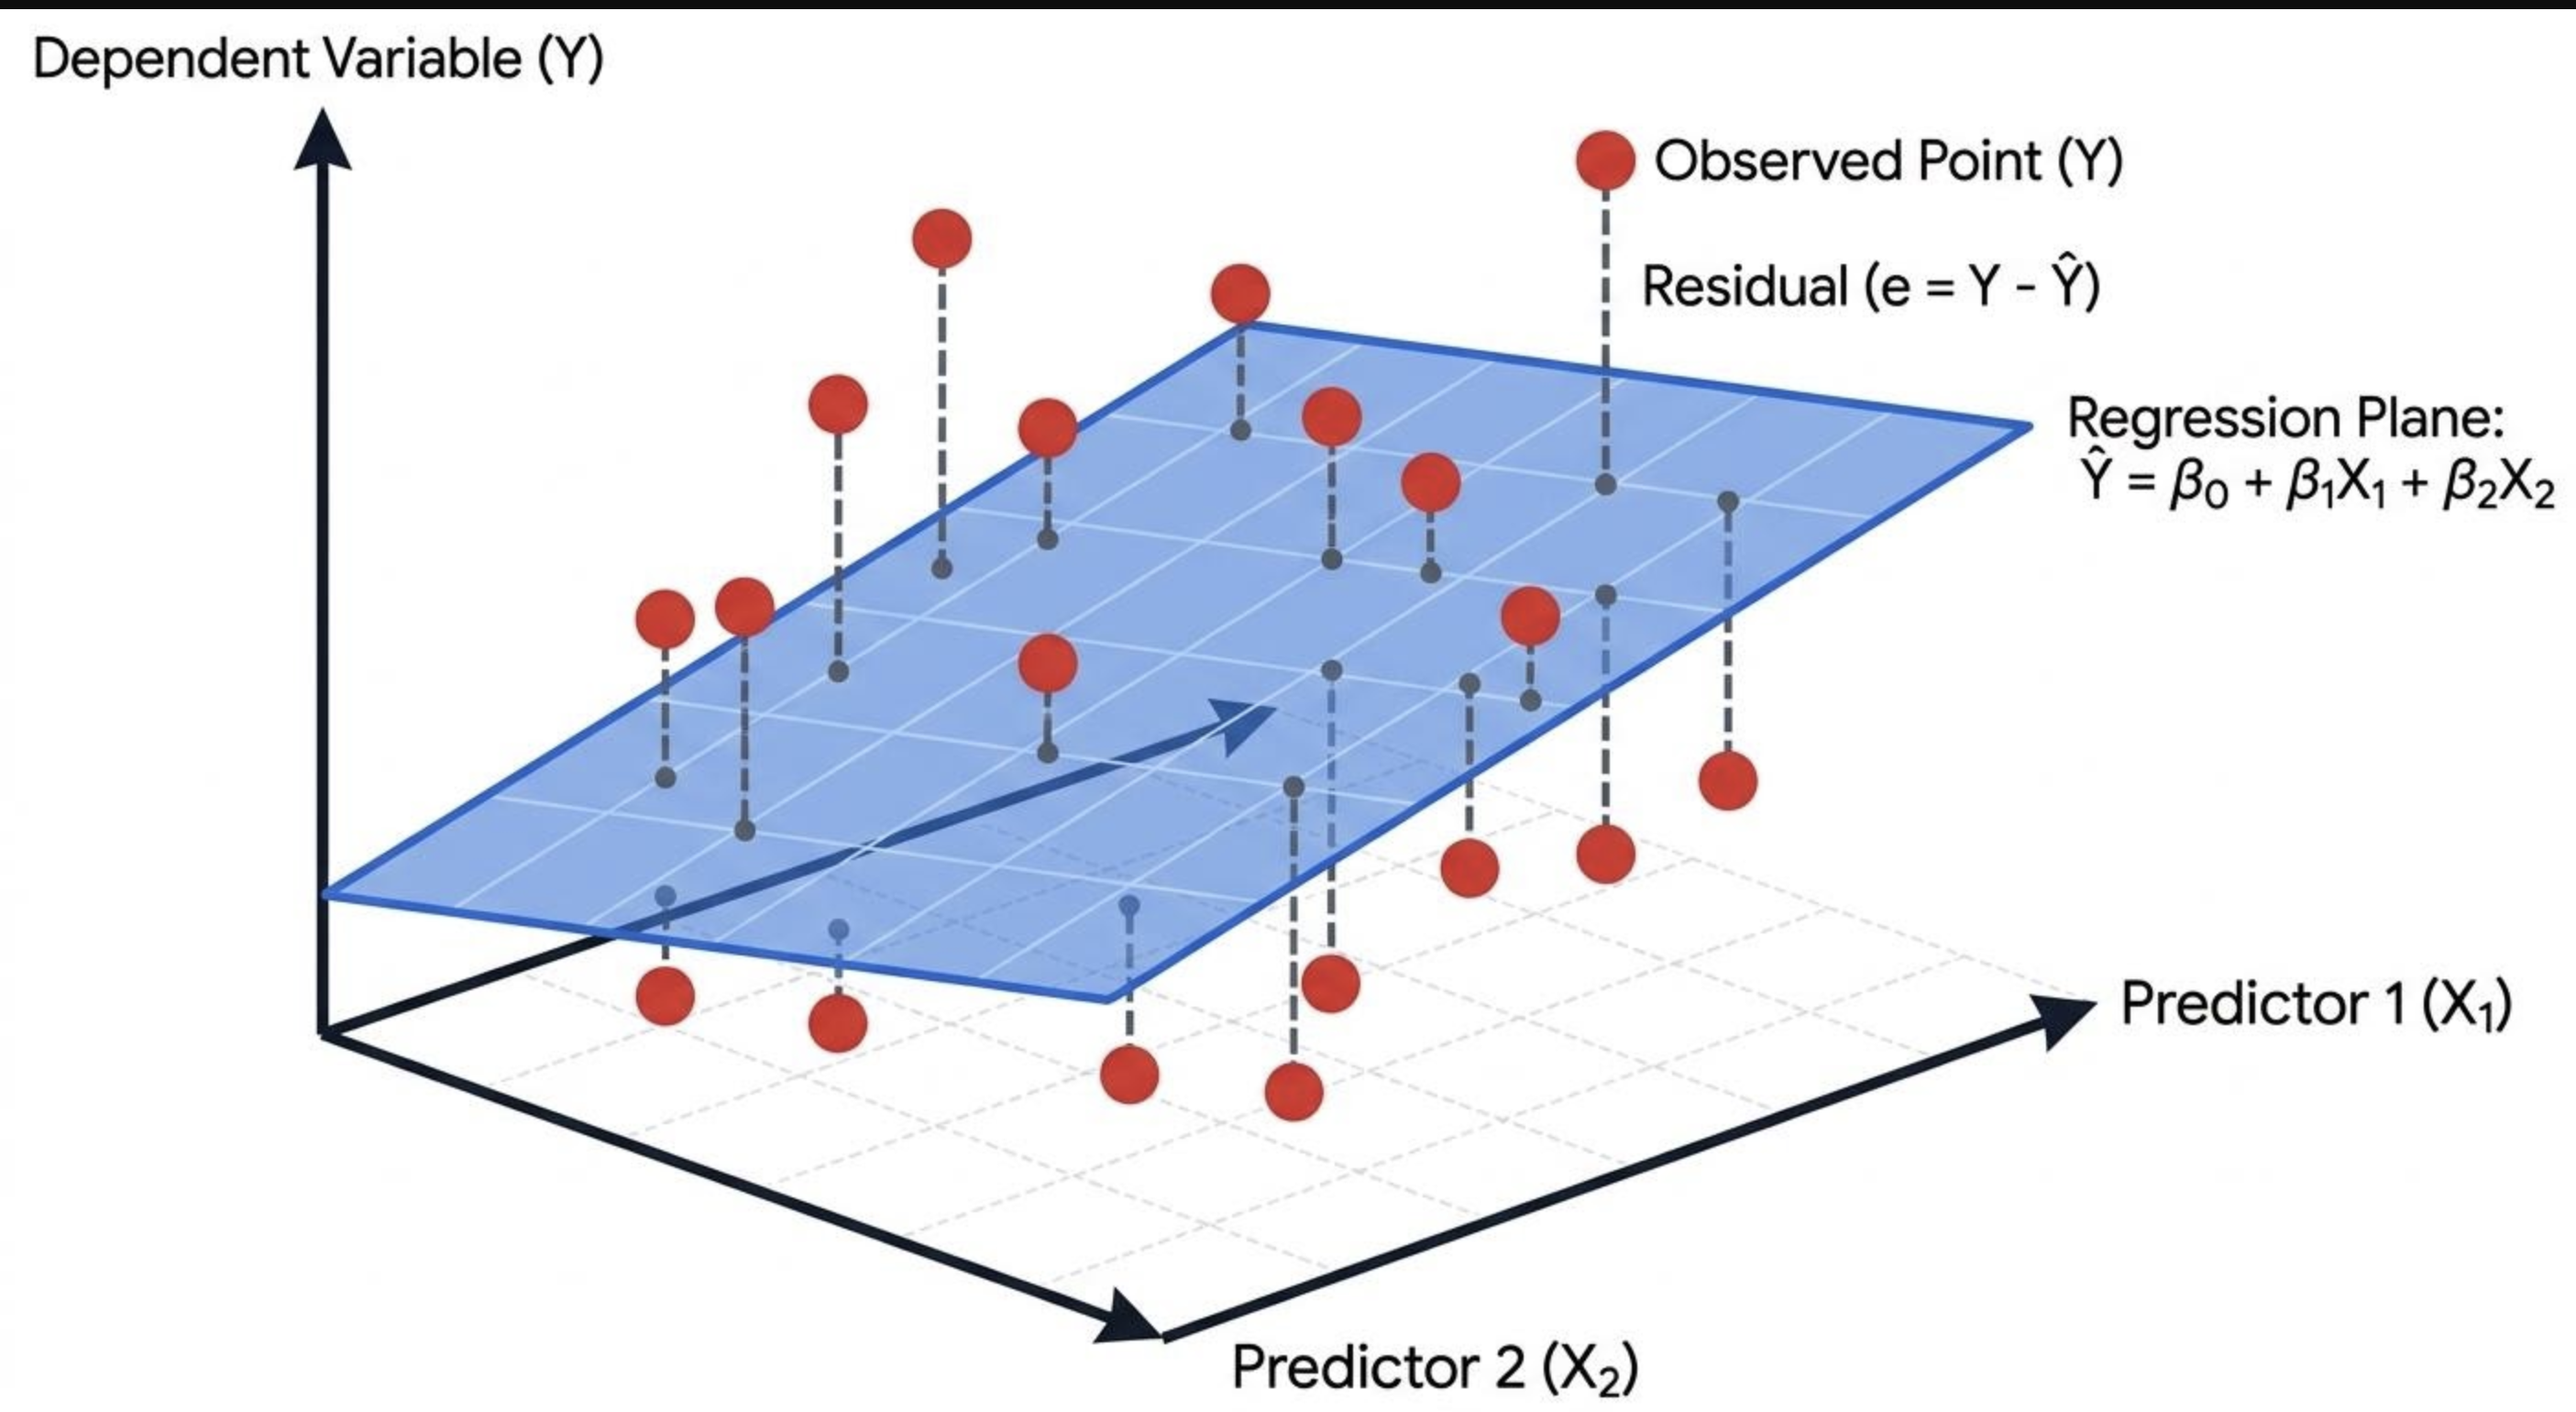 Dependent Variable (Y)
Observed Point (Y)
Residual (e = Y - Ŷ)
Regression Plane:
Ŷ = β₀ + β₁X₁ + β₂X₂
Predictor 1 (X₁)
Predictor 2 (X₂)